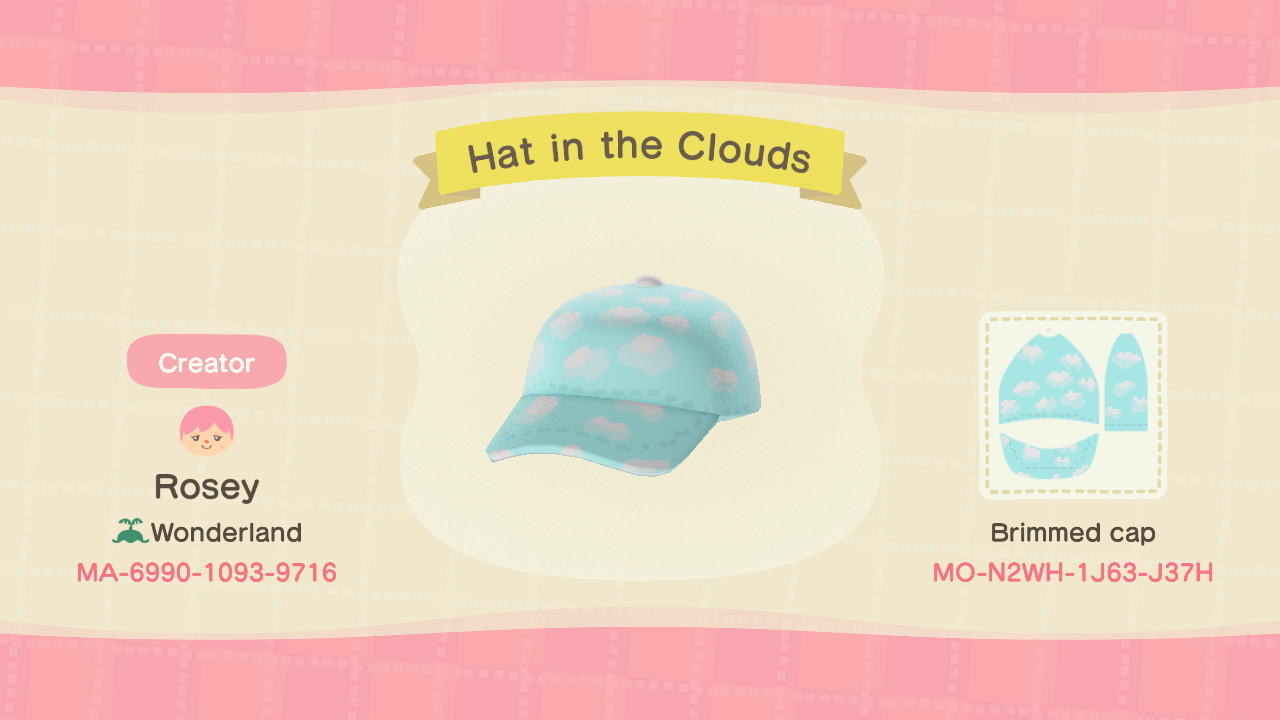 Hat in the Clouds
Creator
Rosey
Wonderland
MA-6990-1093-9716
Brimmed cap
MO-N2WH-1J63-J37H